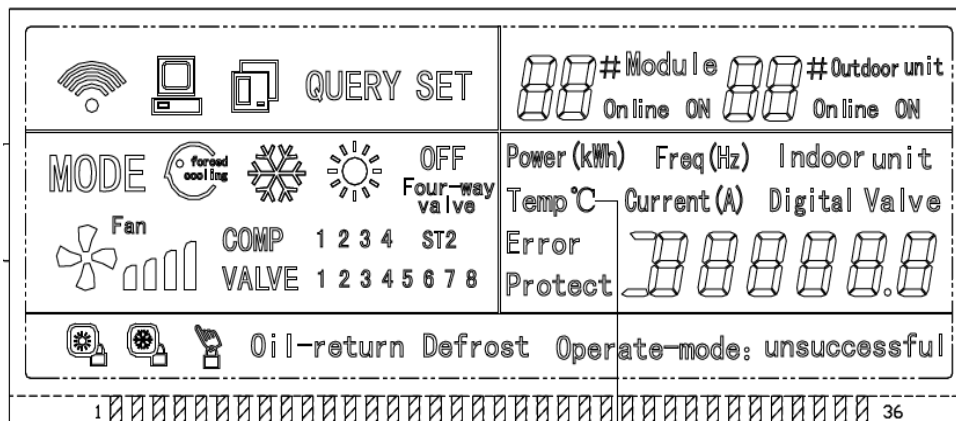 QUERY SET
88 # Module 88 # Outdoor unit
Online ON Online ON
MODE forced cooling OFF
Four-way valve
Fan
COMP 1 2 3 4 ST2
VALVE 1 2 3 4 5 6 7 8
Power(kWh) Freq(Hz) Indoor unit
Temp℃ Current(A) Digital Valve
Error
Protect 38888.8
Oil-return Defrost Operate-mode: unsuccessful
1 36